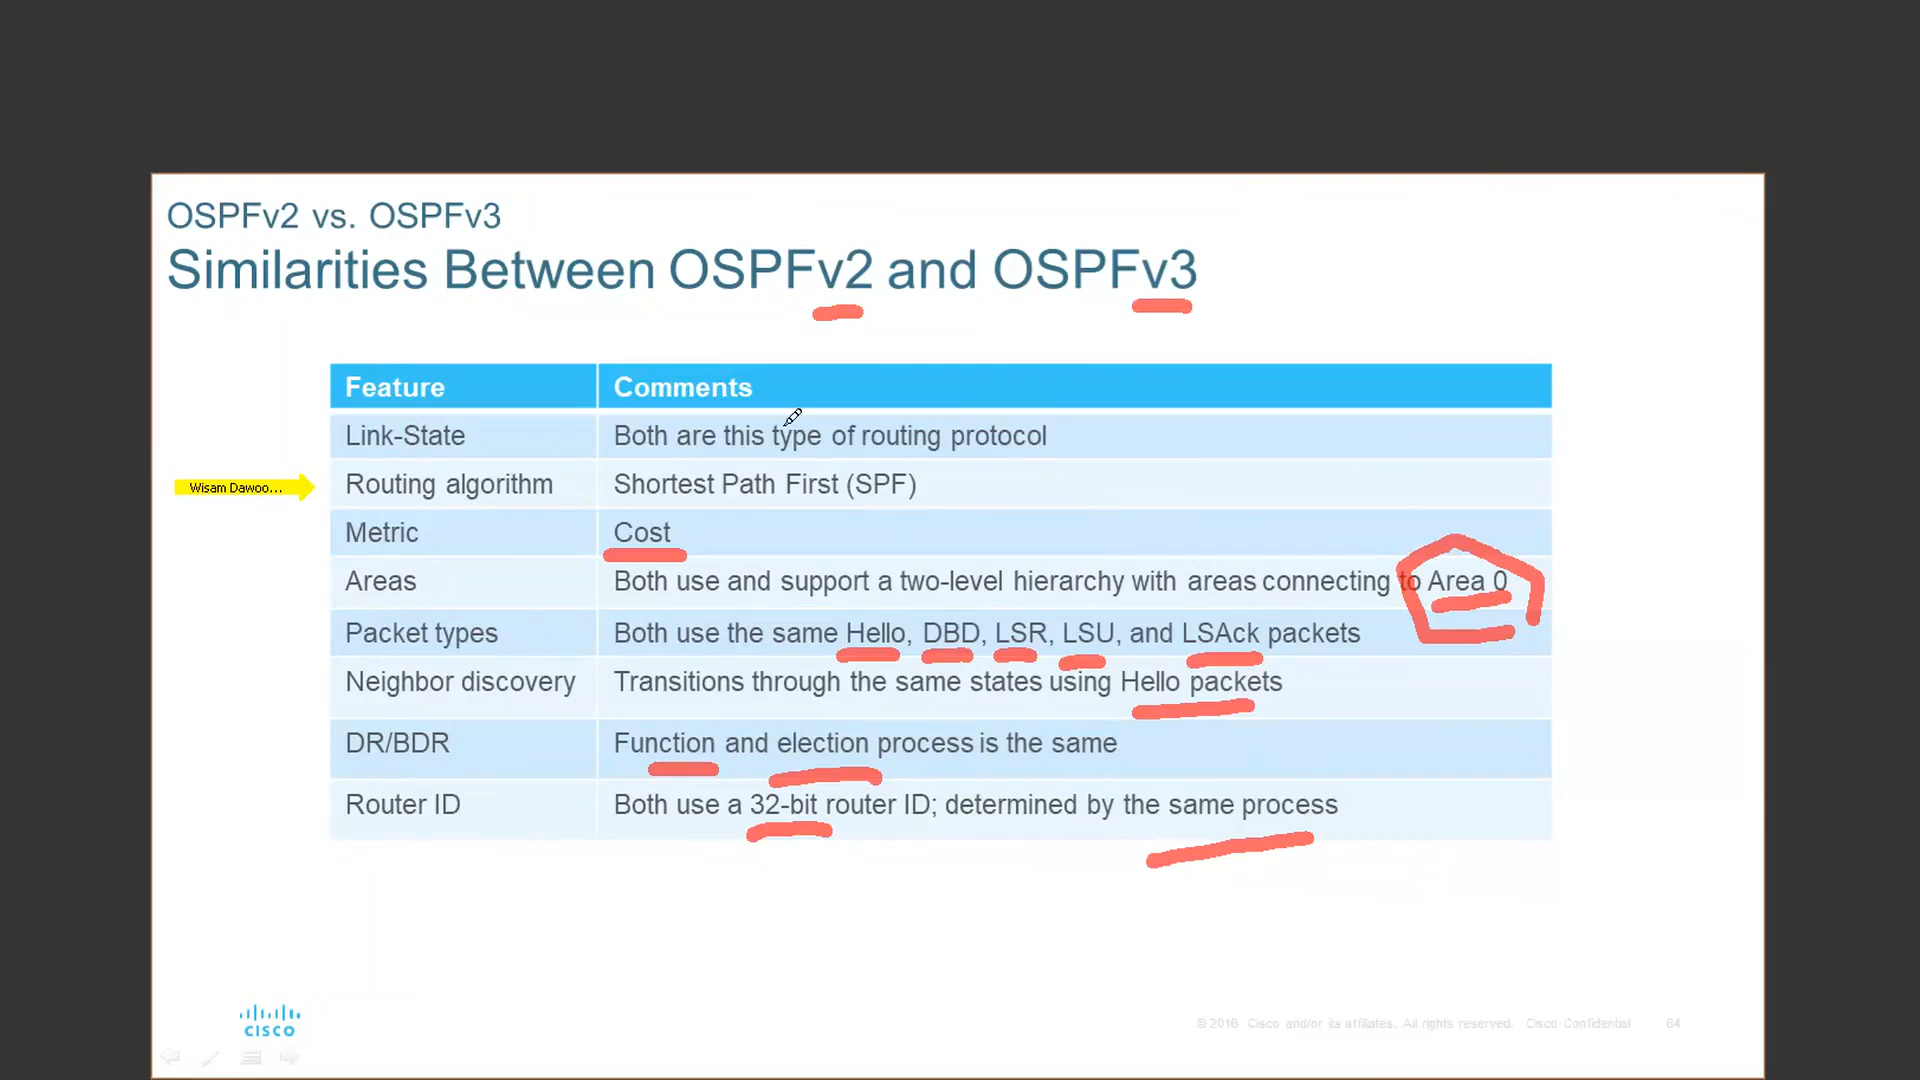 OSPFv2 vs. OSPFv3
Similarities Between OSPFv2 and OSPFv3
Feature Comments
Link-State Both are this type of routing protocol
Wisam Dawoo... Routing algorithm Shortest Path First (SPF)
Metric Cost
Areas Both use and support a two-level hierarchy with areas connecting to Area 0
Packet types Both use the same Hello, DBD, LSR, LSU, and LSAck packets
Neighbor discovery Transitions through the same states using Hello packets
DR/BDR Function and election process is the same
Router ID Both use a 32-bit router ID; determined by the same process
CISCO
© 2016 Cisco and/or its affiliates. All rights reserved. Cisco Confidential 64